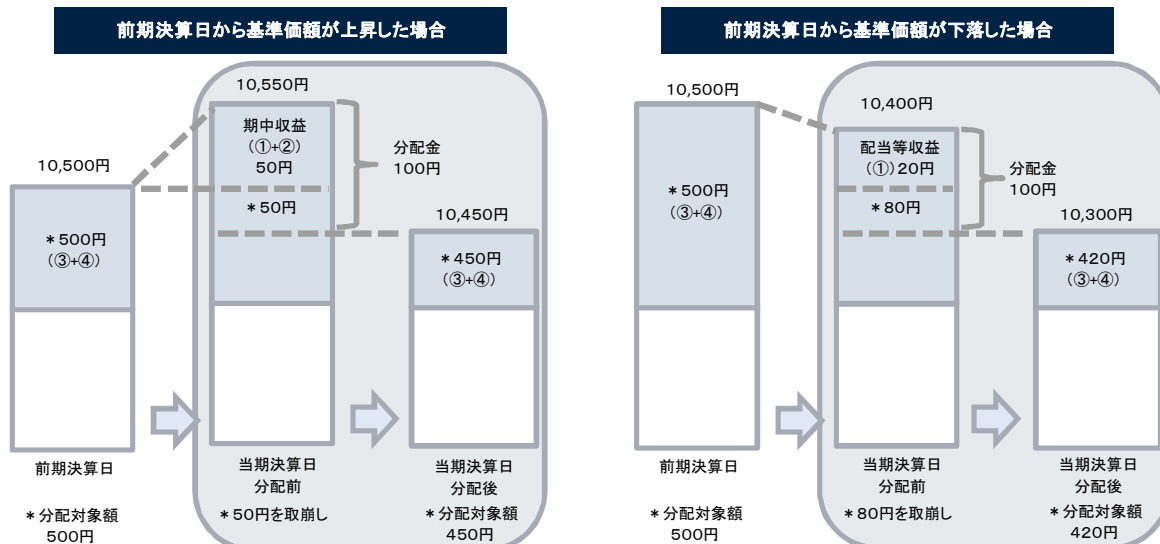 前期決算日から基準価額が上昇した場合
10,500円
＊500円
(③+④)
前期決算日
＊分配対象額
500円
10,550円
期中収益
(①+②)
50円
＊50円
分配金
100円
当期決算日
分配前
＊50円を取崩し
10,450円
＊450円
(③+④)
当期決算日
分配後
＊分配対象額
450円
前期決算日から基準価額が下落した場合
10,500円
＊500円
(③+④)
前期決算日
＊分配対象額
500円
10,400円
配当等収益
(①)20円
＊80円
分配金
100円
当期決算日
分配前
＊80円を取崩し
10,300円
＊420円
(③+④)
当期決算日
分配後
＊分配対象額
420円